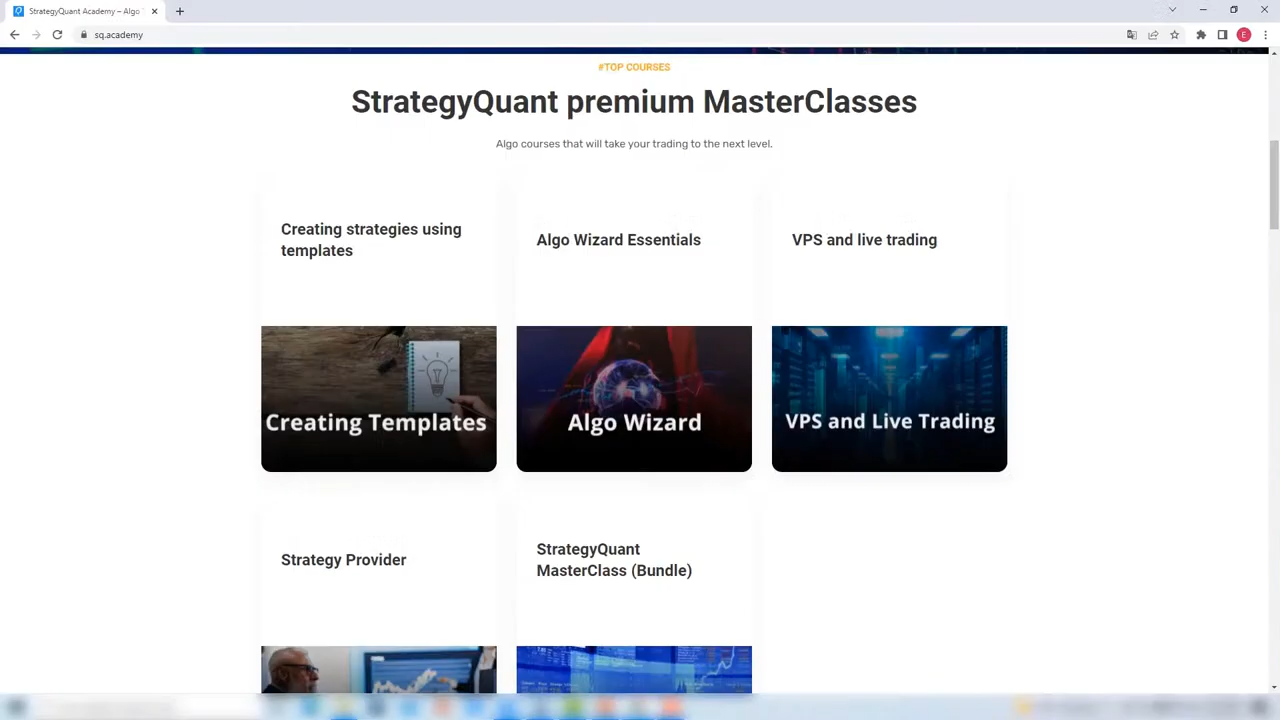 StrategyQuant Academy – Algo
sq.academy
E
#TOP COURSES
StrategyQuant premium MasterClasses
Algo courses that will take your trading to the next level.
Creating strategies using
templates
Algo Wizard Essentials
VPS and live trading
Creating Templates
Algo Wizard
VPS and Live Trading
Strategy Provider
StrategyQuant
MasterClass (Bundle)